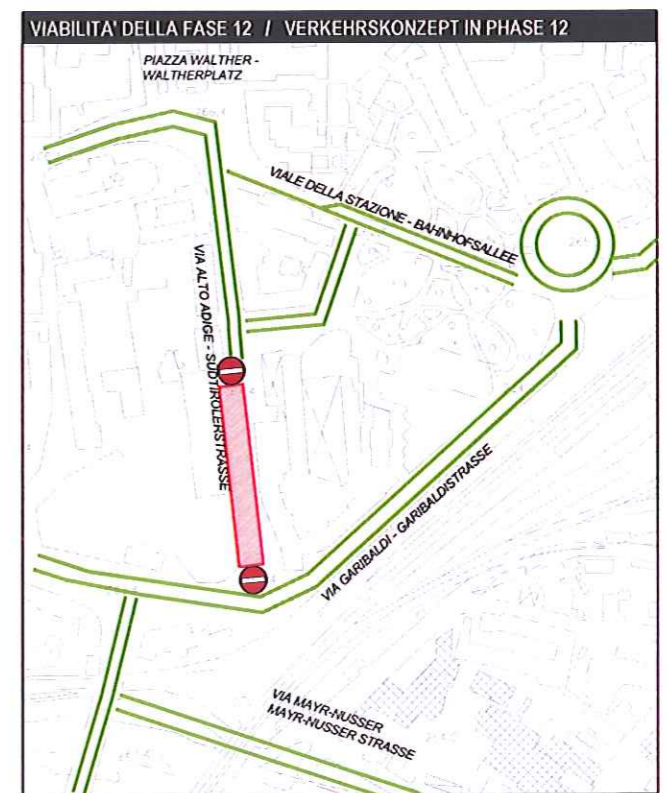 VIABILITA' DELLA FASE 12 / VERKEHRSKONZEPT IN PHASE 12
PIAZZA WALTHER -
WALTHERPLATZ
VIALE DELLA STAZIONE - BAHNHOFSALLEE
VIA ALTO ADIGE - SÜDTIROLERSTRASSE
VIA GARIBALDI - GARIBALDISTRASSE
VIA MAYR-NUSSER
MAYR-NUSSER STRASSE